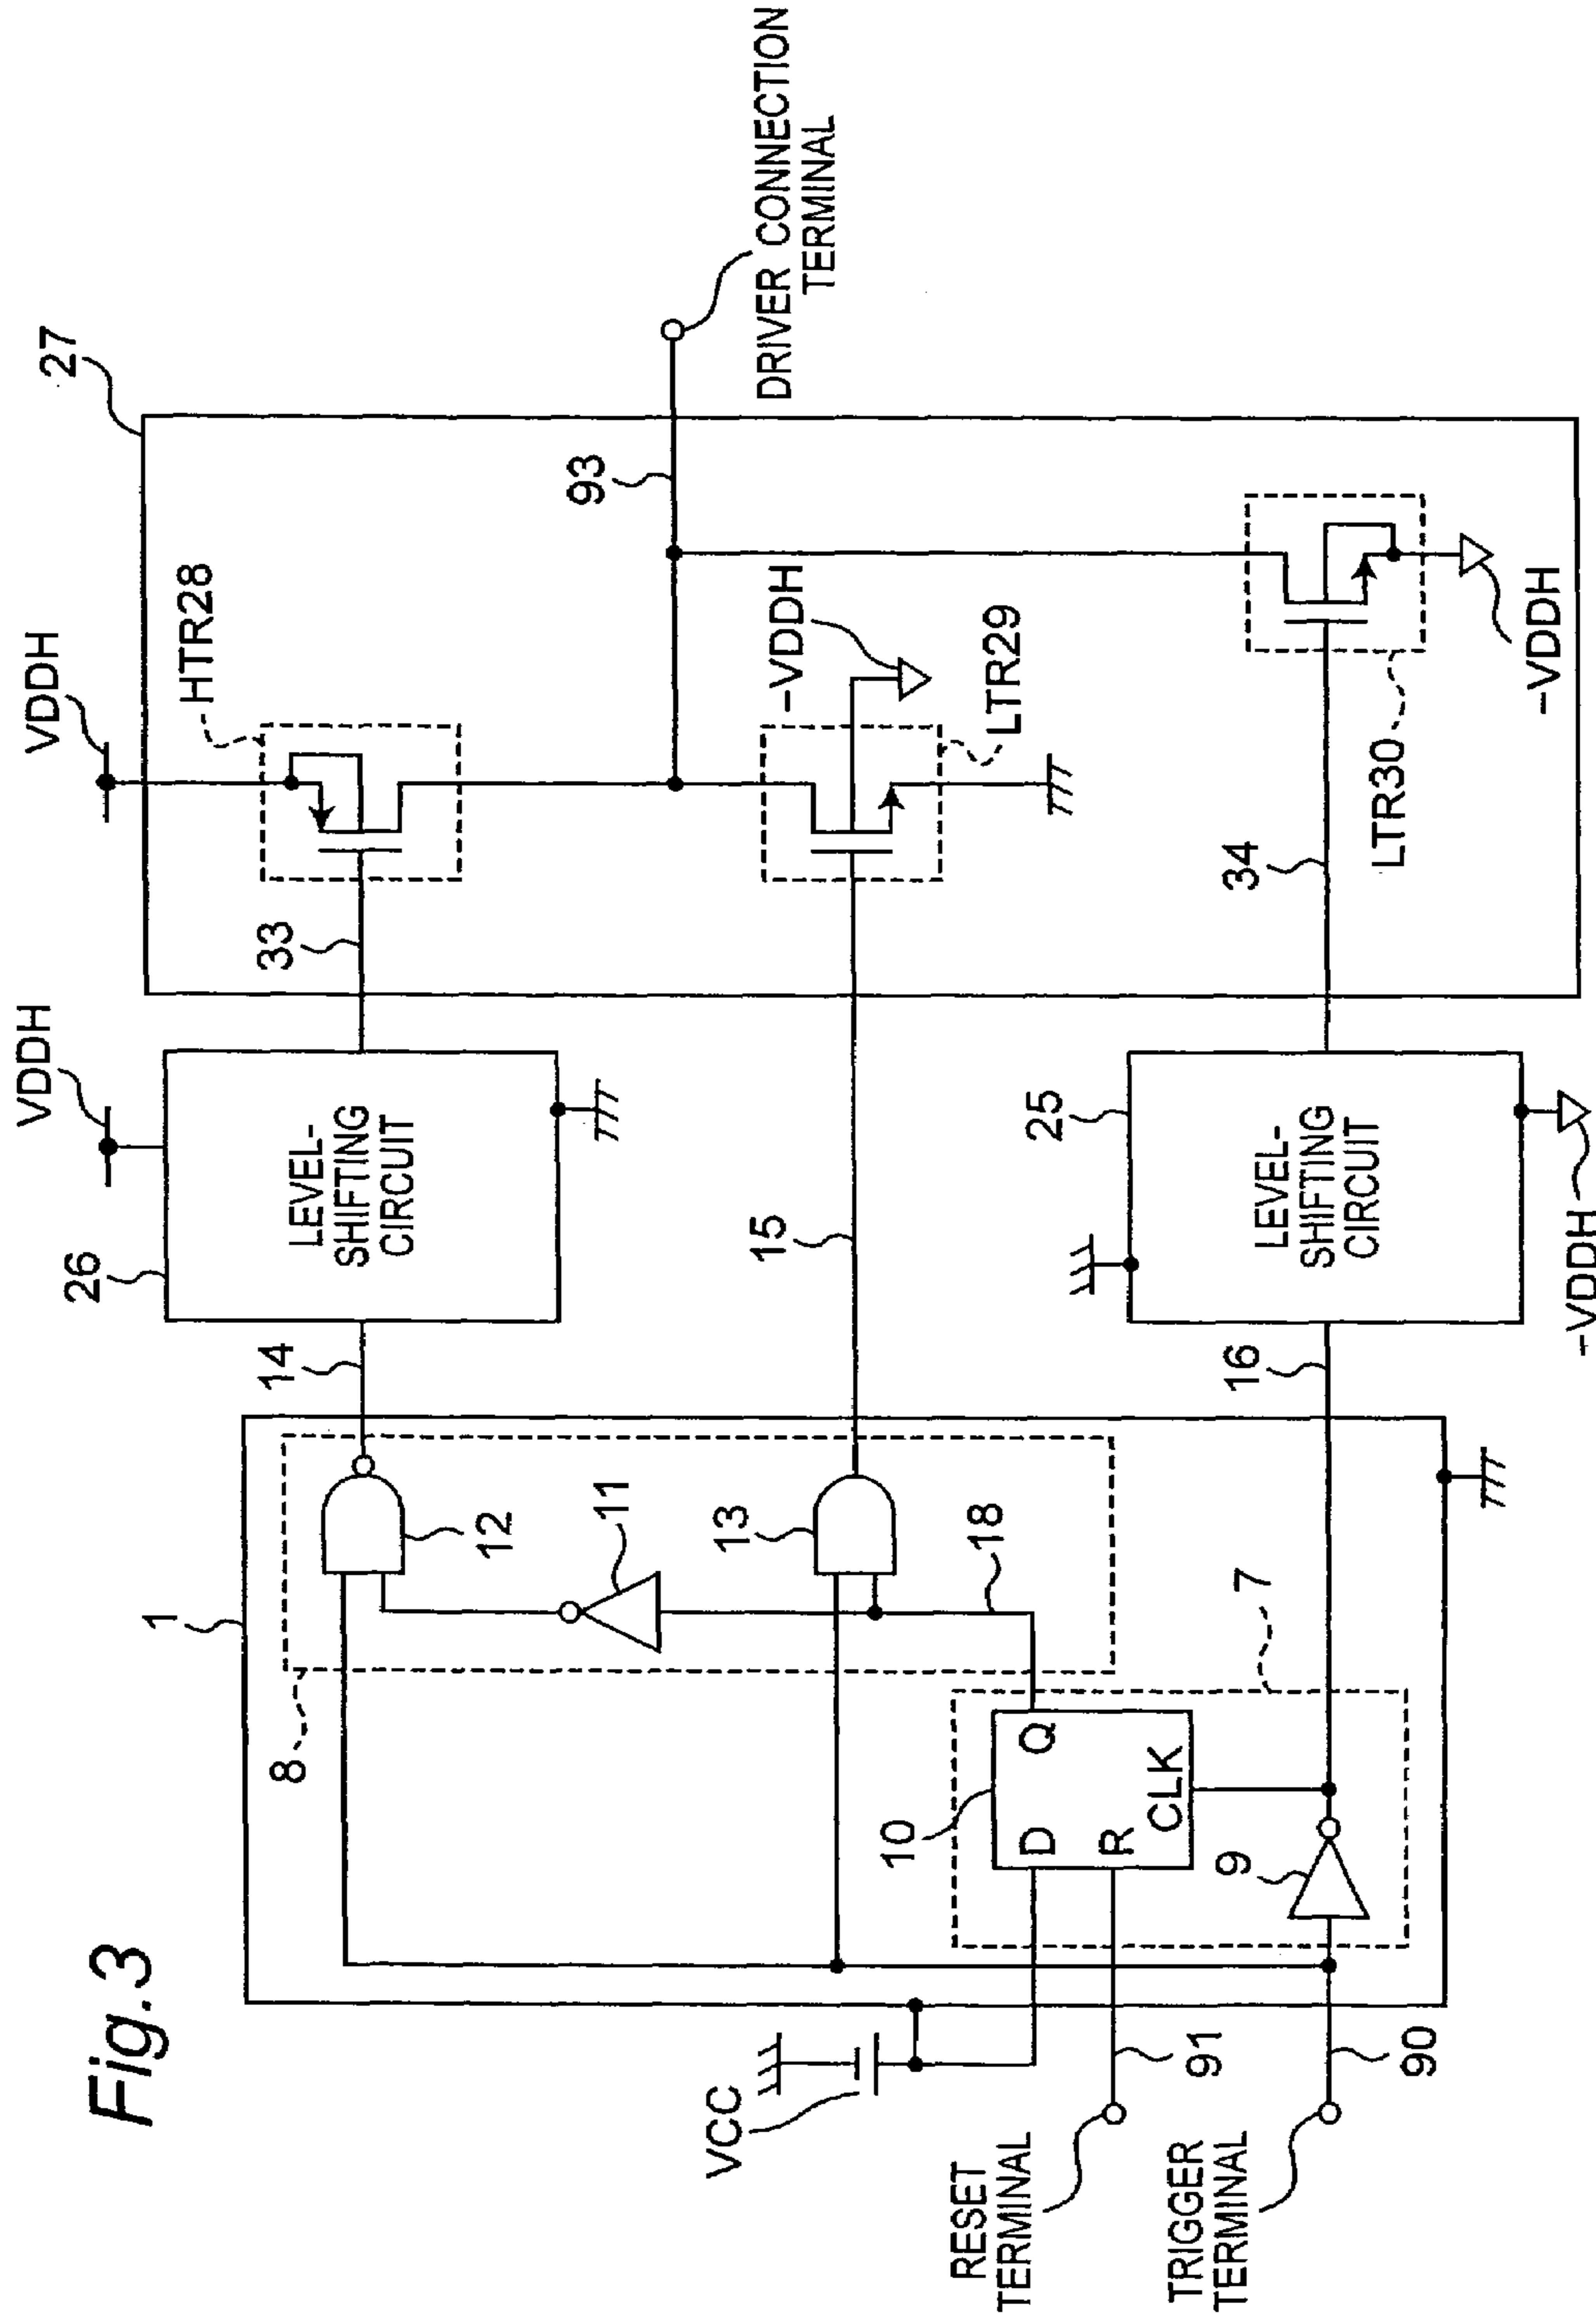 Fig.3
VDDH
VDDH
27
HTR28
26
LEVEL-
SHIFTING
CIRCUIT
33
14
1
8
12
11
13
15
-VDDH
LTR29
93
DRIVER CONNECTION
TERMINAL
VCC
18
10
D
Q
R
CLK
7
9
RESET
TERMINAL
91
TRIGGER
TERMINAL
90
16
25
LEVEL-
SHIFTING
CIRCUIT
-VDDH
34
LTR30
-VDDH